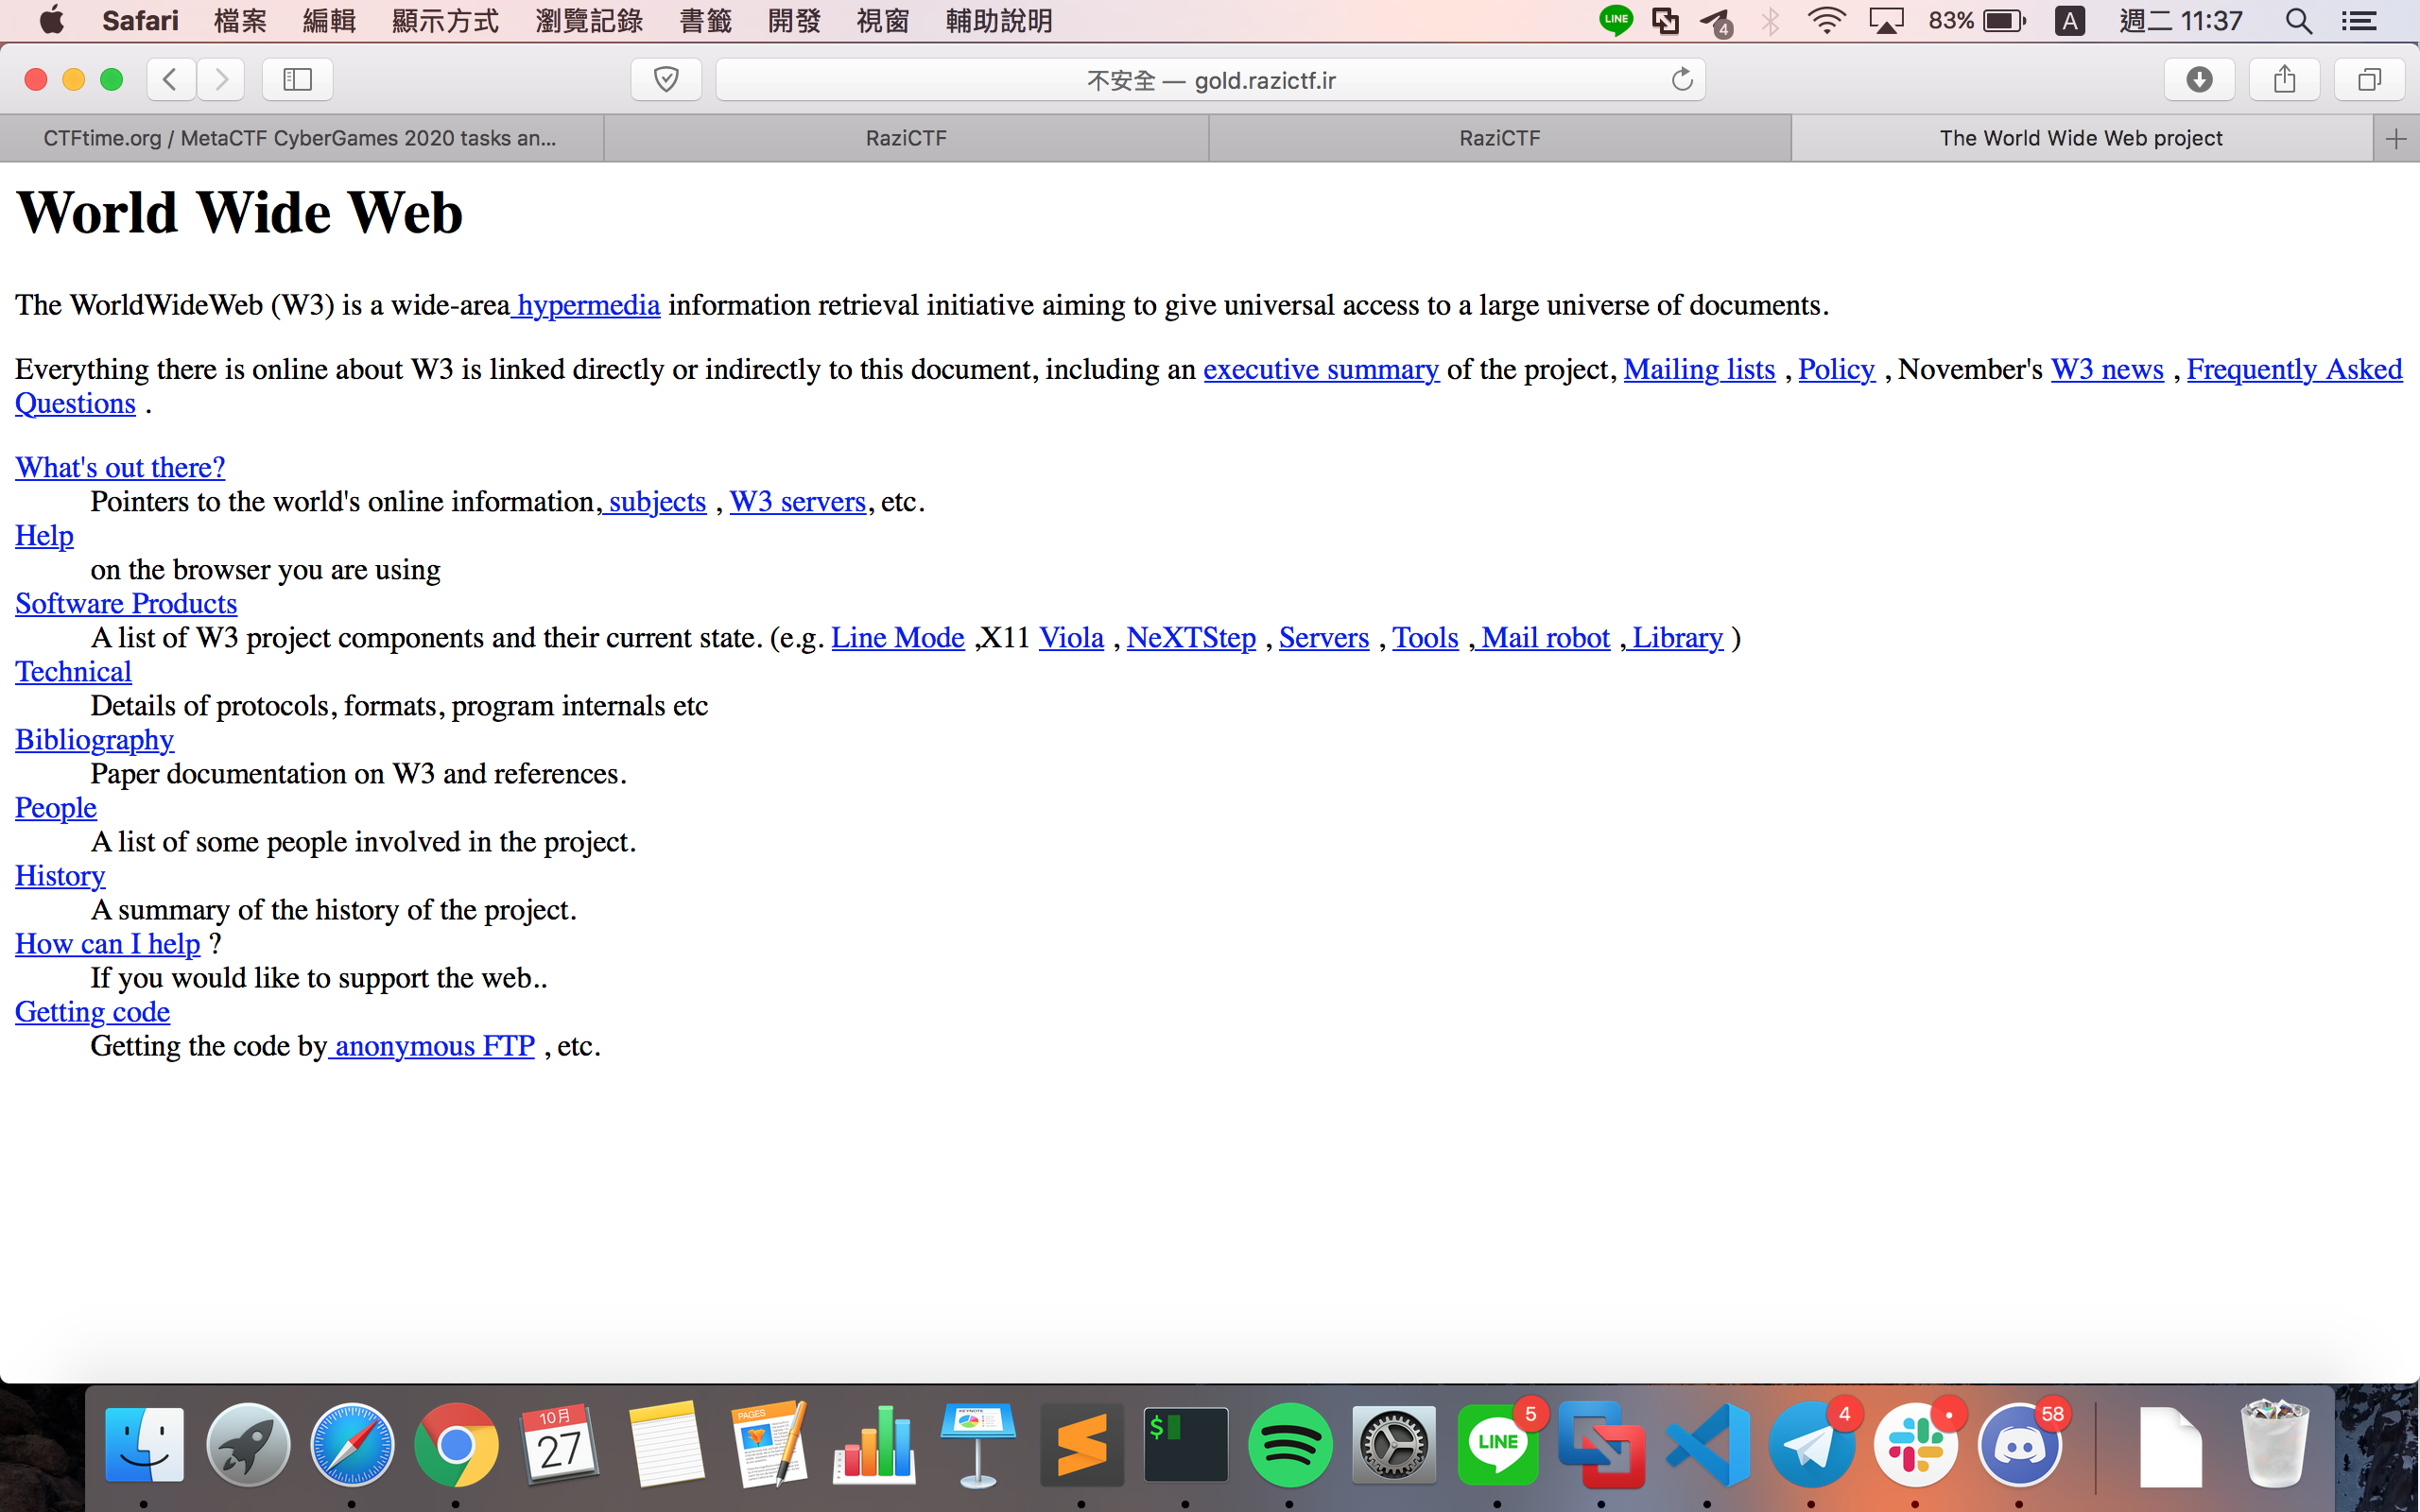 Safari 檔案 編輯 顯示方式 瀏覽記錄 書籤 開發 視窗 輔助說明 LINE 4 83% A 週二 11:37
不安全 — gold.razictf.ir
CTFtime.org / MetaCTF CyberGames 2020 tasks an... RaziCTF RaziCTF The World Wide Web project
World Wide Web
The WorldWideWeb (W3) is a wide-area hypermedia information retrieval initiative aiming to give universal access to a large universe of documents.
Everything there is online about W3 is linked directly or indirectly to this document, including an executive summary of the project, Mailing lists , Policy , November's W3 news , Frequently Asked
Questions .
What's out there?
Pointers to the world's online information, subjects , W3 servers, etc.
Help
on the browser you are using
Software Products
A list of W3 project components and their current state. (e.g. Line Mode ,X11 Viola , NeXTStep , Servers , Tools , Mail robot , Library )
Technical
Details of protocols, formats, program internals etc
Bibliography
Paper documentation on W3 and references.
People
A list of some people involved in the project.
History
A summary of the history of the project.
How can I help ?
If you would like to support the web..
Getting code
Getting the code by anonymous FTP , etc.
10月 27 PAGES KEYNOTE $ LINE 5 4 58